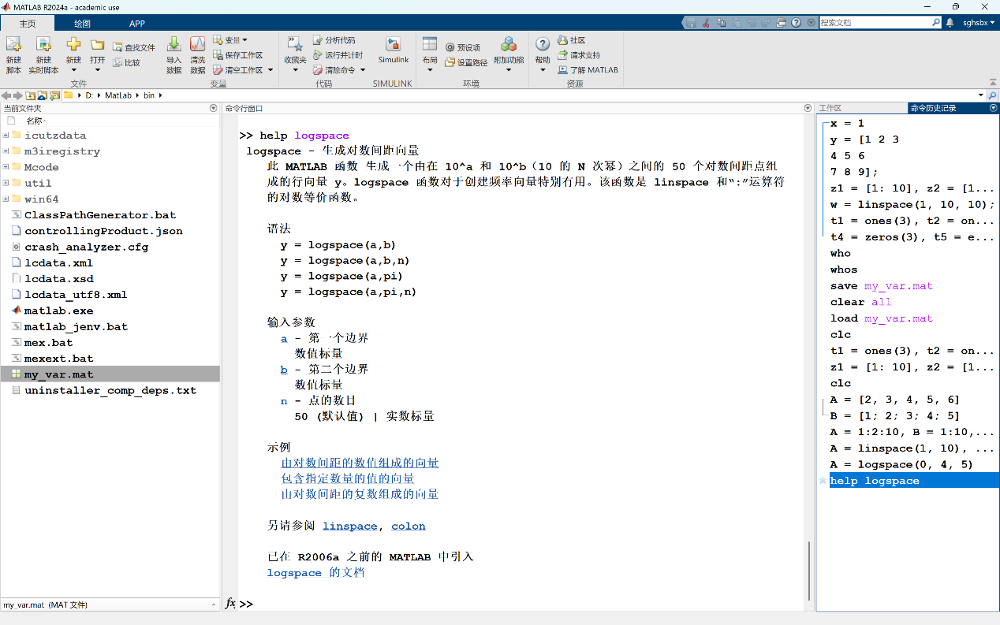 MATLAB R2024a - academic use
主页 绘图 APP
搜索文档 sghsbx
新建脚本
新建实时脚本
新建
打开
查找文件
比较
导入数据
清洗数据
变量
保存工作区
清空工作区
收藏夹
分析代码
运行并计时
清除命令
Simulink
布局
预设项
设置路径
附加功能
帮助
社区
请求支持
了解 MATLAB
文件 变量 代码 SIMULINK 环境 资源
D: MatLab bin
当前文件夹
名称
icutzdata
m3iregistry
Mcode
util
win64
ClassPathGenerator.bat
controllingProduct.json
crash_analyzer.cfg
lcdata.xml
lcdata.xsd
lcdata_utf8.xml
matlab.exe
matlab_jenv.bat
mex.bat
mexext.bat
my_var.mat
uninstaller_comp_deps.txt
my_var.mat (MAT 文件)
命令行窗口
>> help logspace
logspace - 生成对数间距向量
此 MATLAB 函数 生成一个由在 10^a 和 10^b（10 的 N 次幂）之间的 50 个对数间距点组
成的行向量 y。logspace 函数对于创建频率向量特别有用。该函数是 linspace 和“:”运算符
的对数等价函数。
语法
y = logspace(a,b)
y = logspace(a,b,n)
y = logspace(a,pi)
y = logspace(a,pi,n)
输入参数
a - 第一个边界
数值标量
b - 第二个边界
数值标量
n - 点的数目
50 (默认值) | 实数标量
示例
由对数间距的数值组成的向量
包含指定数量的值的向量
由对数间距的复数组成的向量
另请参阅 linspace, colon
已在 R2006a 之前的 MATLAB 中引入
logspace 的文档
fx >>
工作区 命令历史记录
x = 1
y = [1 2 3
4 5 6
7 8 9];
z1 = [1: 10], z2 = [1...
w = linspace(1, 10, 10);
t1 = ones(3), t2 = on...
t4 = zeros(3), t5 = e...
who
whos
save my_var.mat
clear all
load my_var.mat
clc
t1 = ones(3), t2 = on...
z1 = [1: 10], z2 = [1...
clc
A = [2, 3, 4, 5, 6]
B = [1; 2; 3; 4; 5]
A = 1:2:10, B = 1:10,...
A = linspace(1, 10), ...
A = logspace(0, 4, 5)
help logspace